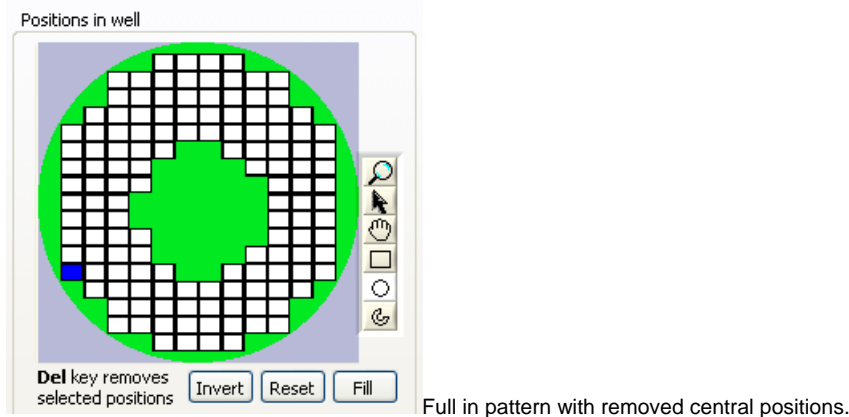 Positions in well
Del key removes
selected positions
Invert
Reset
Fill
Full in pattern with removed central positions.